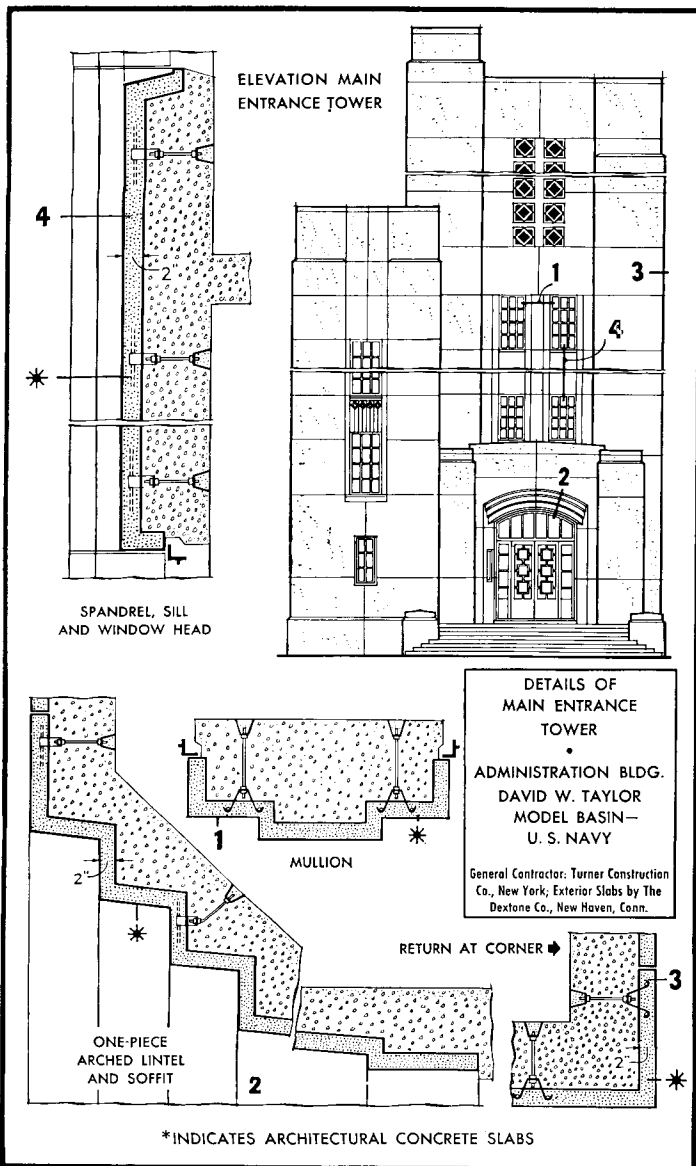 ELEVATION MAIN
ENTRANCE TOWER
4
2"
*
SPANDREL, SILL
AND WINDOW HEAD
1
3
4
2
DETAILS OF
MAIN ENTRANCE
TOWER
•
ADMINISTRATION BLDG.
DAVID W. TAYLOR
MODEL BASIN—
U. S. NAVY
General Contractor: Turner Construction
Co., New York; Exterior Slabs by The
Dextone Co., New Haven, Conn.
1
*
MULLION
2"
*
ONE-PIECE
ARCHED LINTEL
AND SOFFIT
2
RETURN AT CORNER
3
2"
*
*INDICATES ARCHITECTURAL CONCRETE SLABS